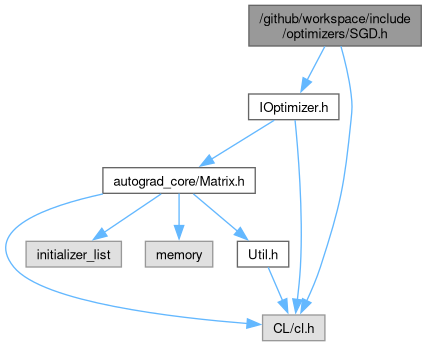 /github/workspace/include
/optimizers/SGD.h
IOptimizer.h
autograd_core/Matrix.h
initializer_list
memory
Util.h
CL/cl.h